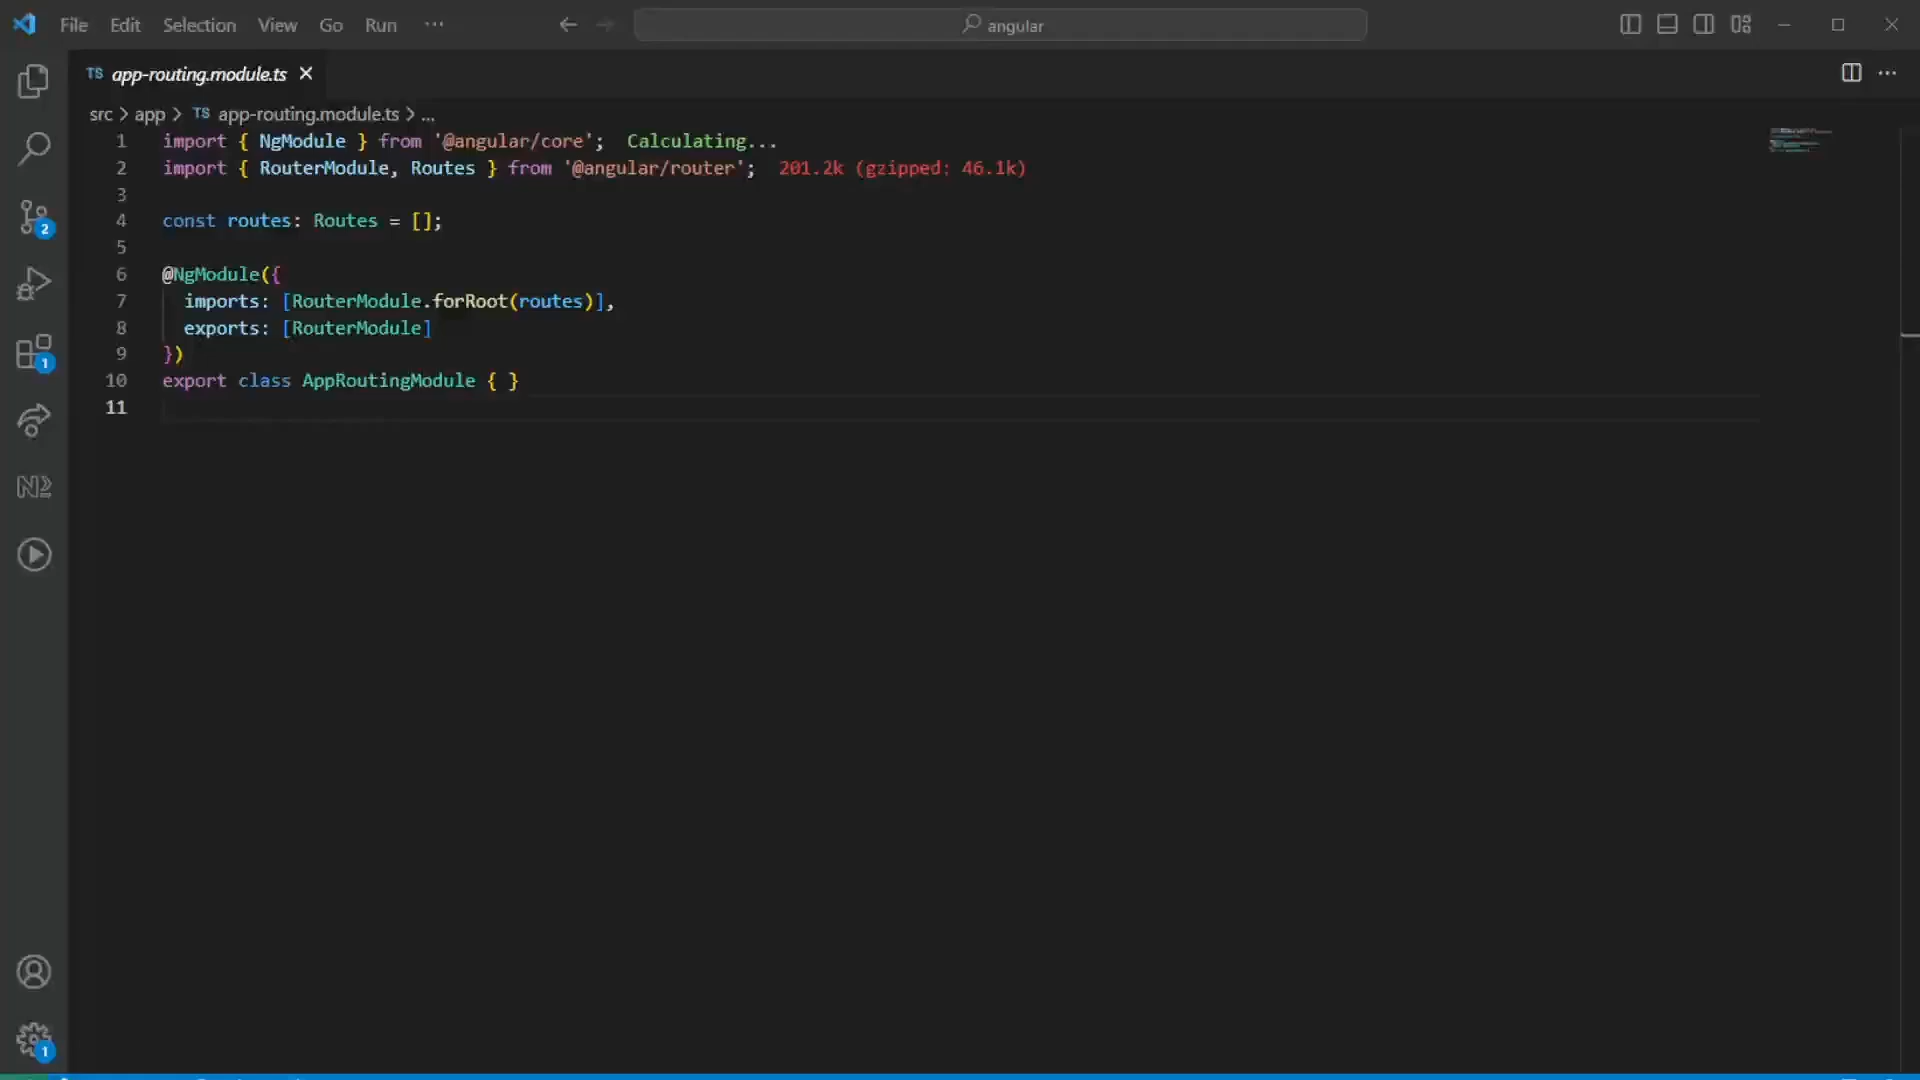 File Edit Selection View Go Run ··· angular
TS app-routing.module.ts
src > app > TS app-routing.module.ts > ...
1 import { NgModule } from '@angular/core'; Calculating...
2 import { RouterModule, Routes } from '@angular/router'; 201.2k (gzipped: 46.1k)
3
4 const routes: Routes = [];
5
6 @NgModule({
7 imports: [RouterModule.forRoot(routes)],
8 exports: [RouterModule]
9 })
10 export class AppRoutingModule { }
11
2
1
1